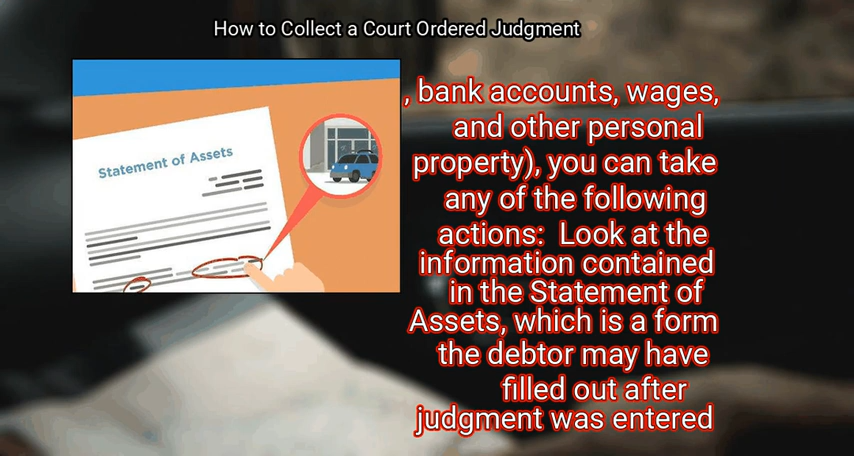 How to Collect a Court Ordered Judgment
Statement of Assets
, bank accounts, wages,
and other personal
property), you can take
any of the following
actions:  Look at the
information contained
in the Statement of
Assets, which is a form
the debtor may have
filled out after
judgment was entered